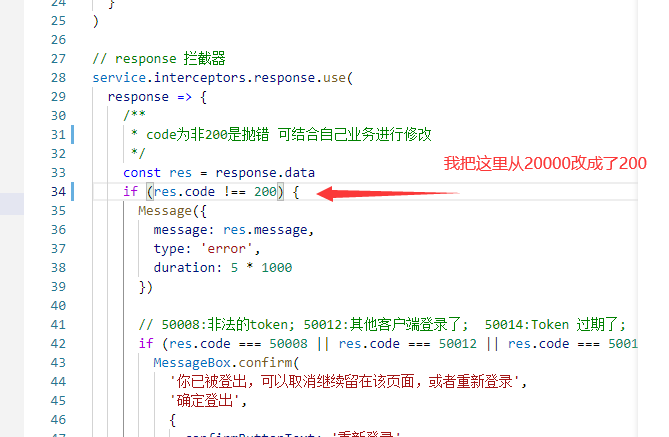 24 }
25 )
26
27 // response 拦截器
28 service.interceptors.response.use(
29 response => {
30 /**
31 * code为非200是抛错 可结合自己业务进行修改
32 */
33 const res = response.data
我把这里从20000改成了200
34 if (res.code !== 200) {
35 Message({
36 message: res.message,
37 type: 'error',
38 duration: 5 * 1000
39 })
40
41 // 50008:非法的token; 50012:其他客户端登录了; 50014:Token 过期了;
42 if (res.code === 50008 || res.code === 50012 || res.code === 5001
43 MessageBox.confirm(
44 '你已被登出，可以取消继续留在该页面，或者重新登录',
45 '确定登出',
46 {
47 confirmButtonText: '重新登录'